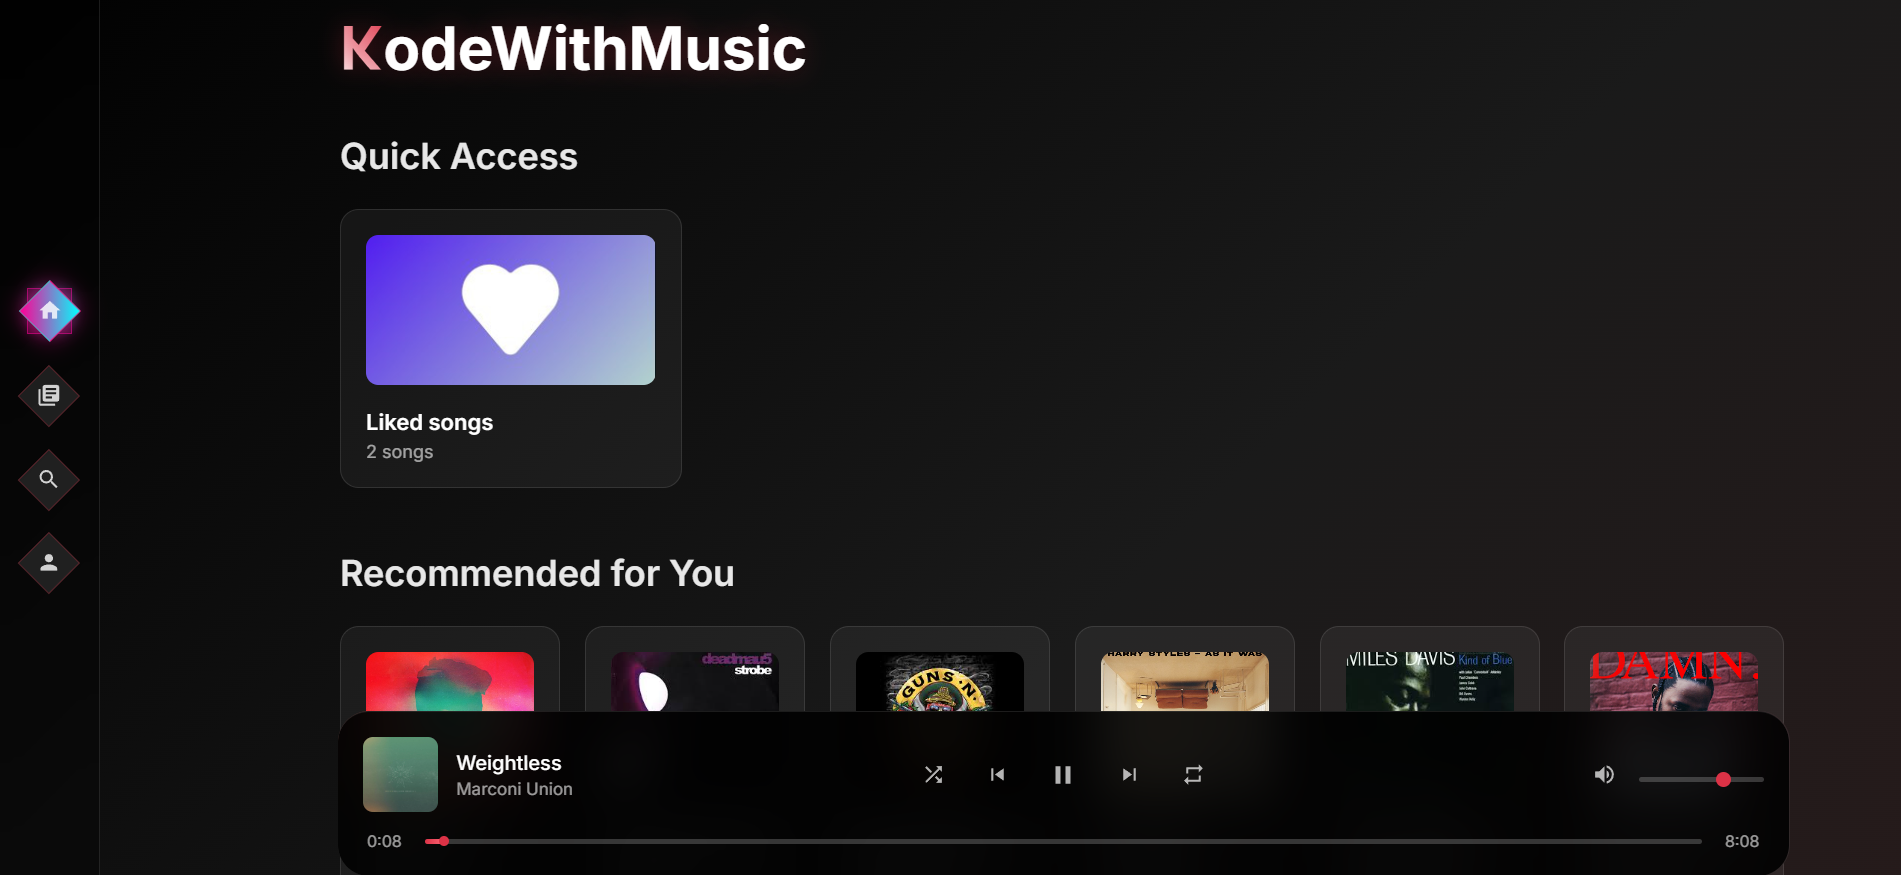 KodeWithMusic
Quick Access
Liked songs
2 songs
Recommended for You
deadmau5
strobe
GUNS N'
HARRY STYLES – AS IT WAS
MILES DAVIS Kind of Blue
DAMN.
Weightless
Marconi Union
0:08
8:08